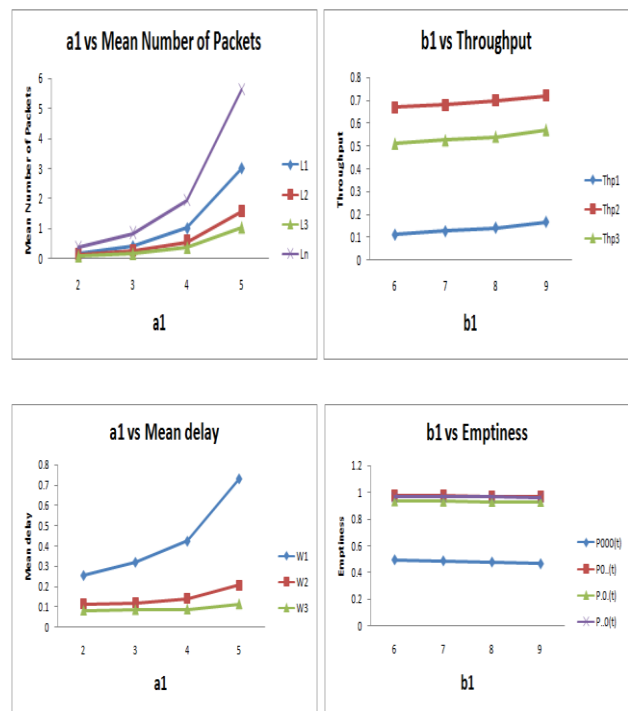 a1 vs Mean Number of Packets
Mean Number of Packets
6
5
4
3
2
1
0
2 3 4 5
a1
L1
L2
L3
Ln
b1 vs Throughput
Throughput
0.8
0.7
0.6
0.5
0.4
0.3
0.2
0.1
0
6 7 8 9
b1
Thp1
Thp2
Thp3
a1 vs Mean delay
Mean delay
0.8
0.7
0.6
0.5
0.4
0.3
0.2
0.1
0
2 3 4 5
a1
W1
W2
W3
b1 vs Emptiness
Emptiness
1.2
1
0.8
0.6
0.4
0.2
0
6 7 8 9
b1
P000(t)
P0..(t)
P.0.(t)
P..0(t)